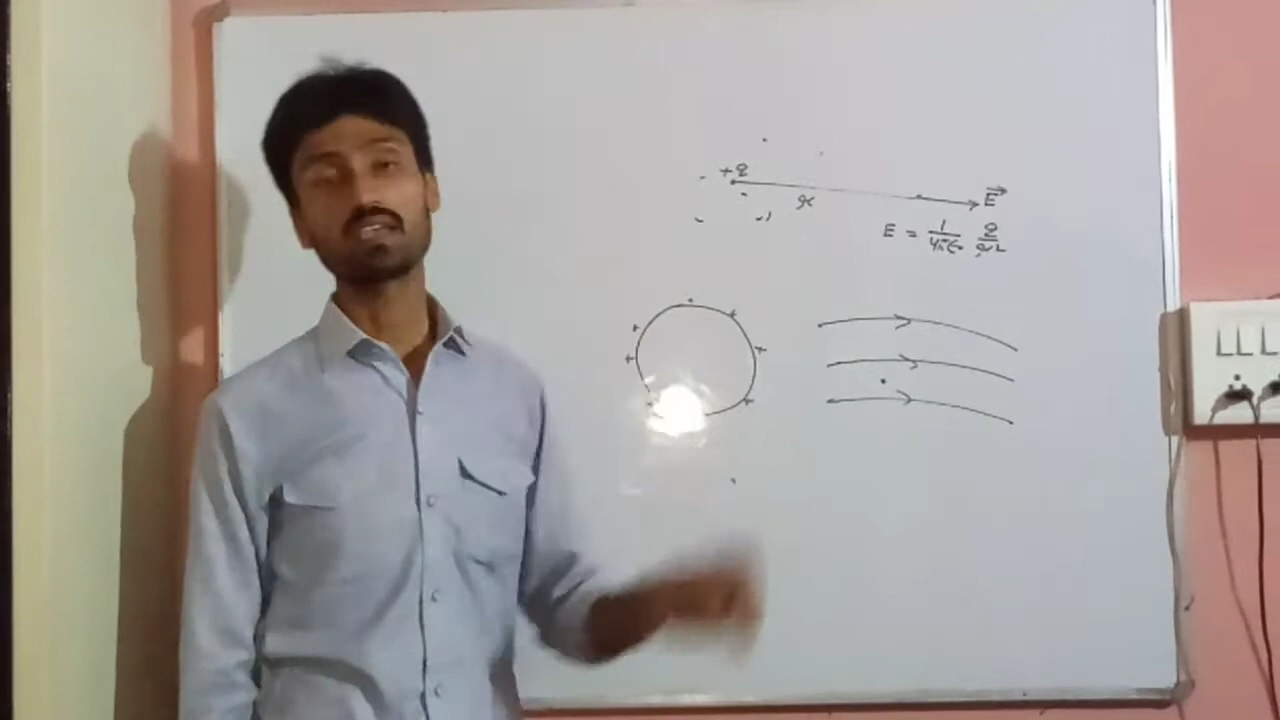 +q
r
E⃗
E = 1/4πε₀ q/r²
+ + + + + +